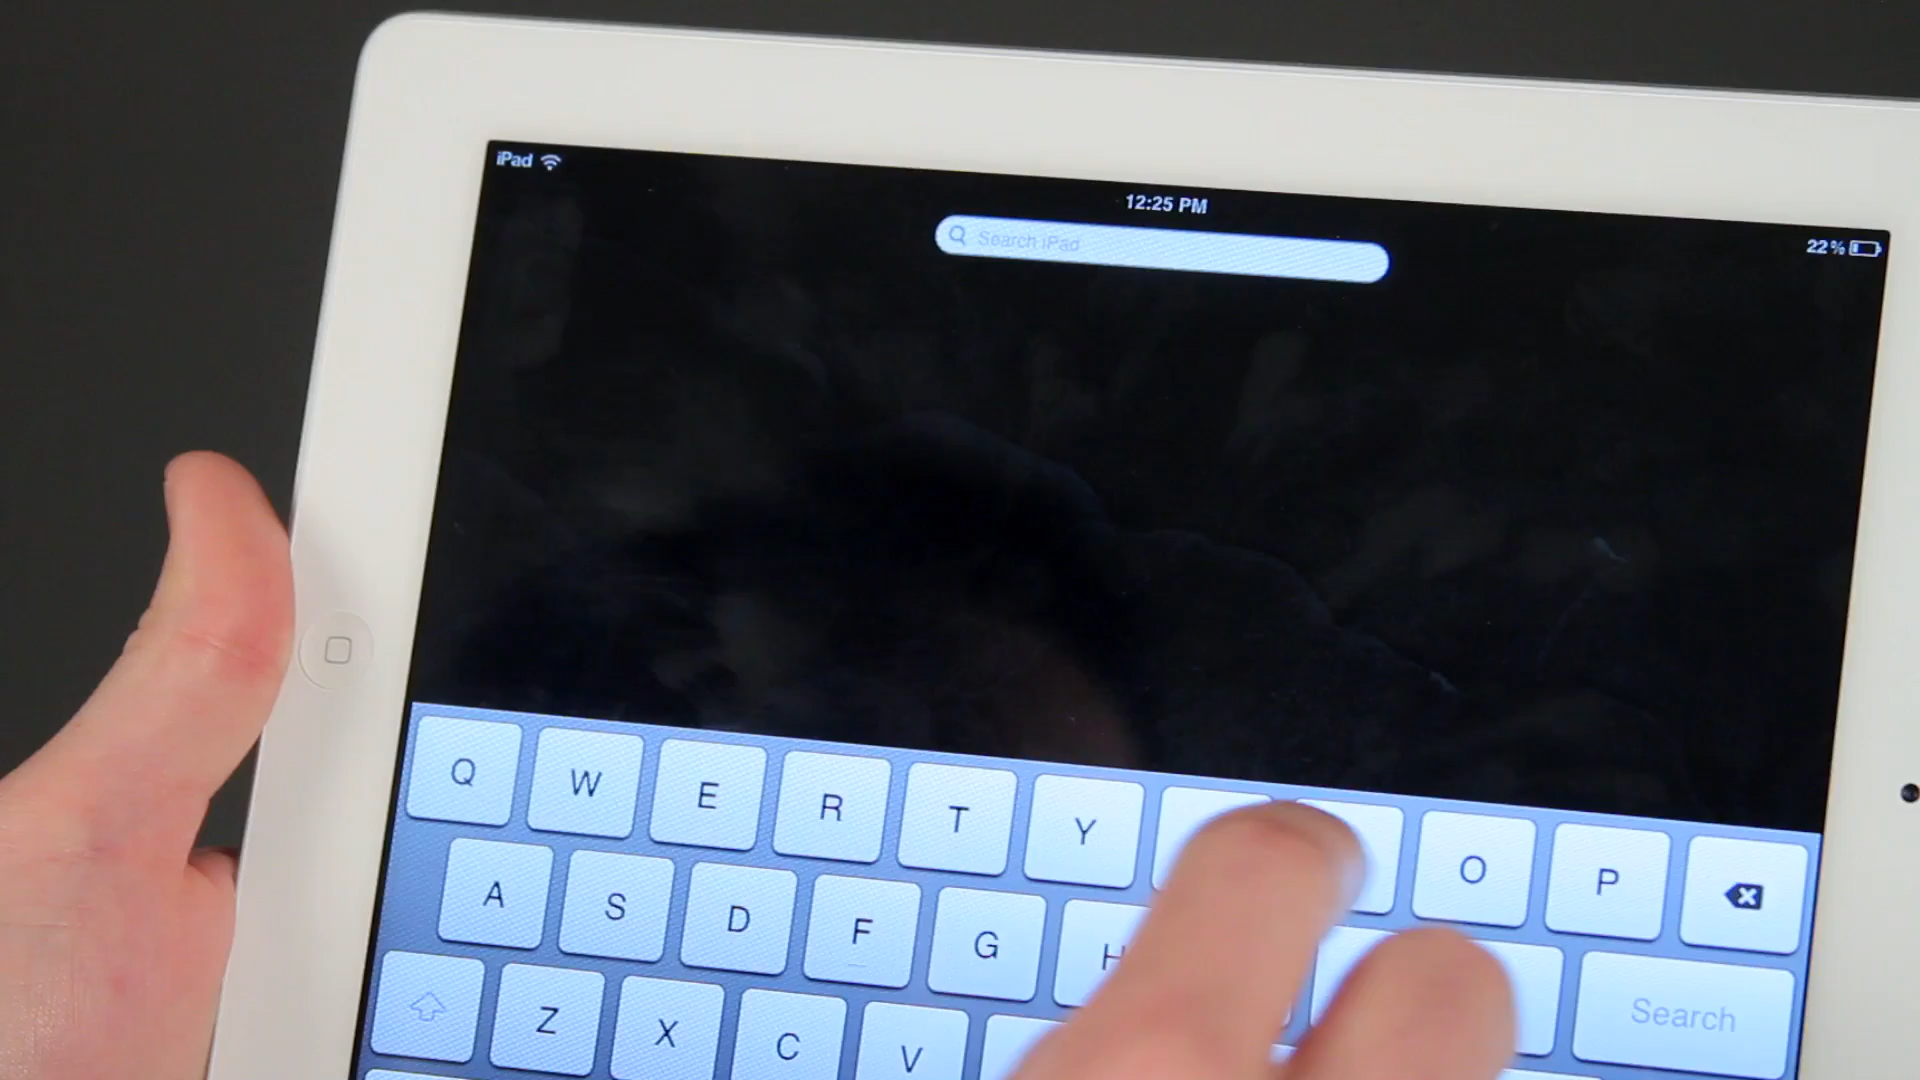 iPad
12:25 PM
22%
Search iPad
Q W E R T Y O P
A S D F G H
Search
Z X C V